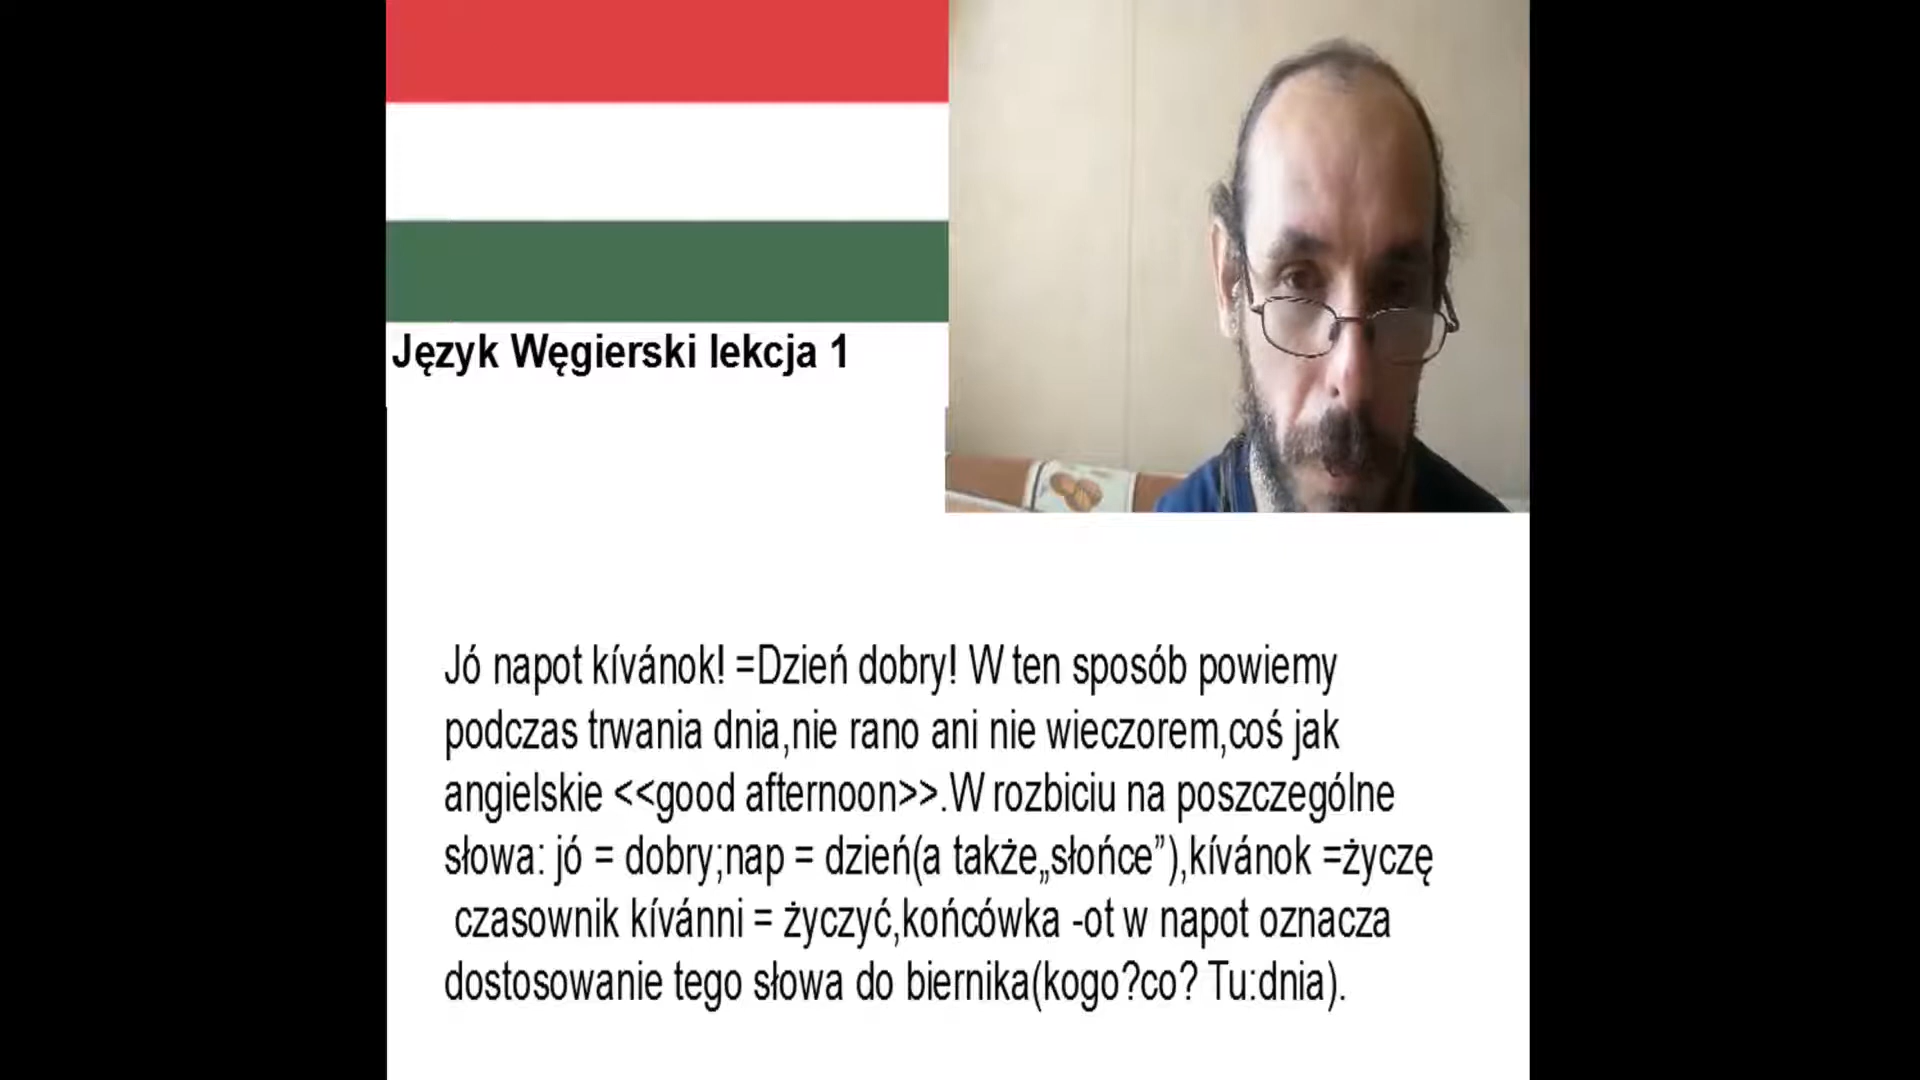 Język Węgierski lekcja 1
Jó napot kívánok! =Dzień dobry! W ten sposób powiemy
podczas trwania dnia,nie rano ani nie wieczorem,coś jak
angielskie <<good afternoon>>.W rozbiciu na poszczególne
słowa: jó = dobry;nap = dzień(a także„słońce”),kívánok =życzę
czasownik kívánni = życzyć,końcówka -ot w napot oznacza
dostosowanie tego słowa do biernika(kogo?co? Tu:dnia).